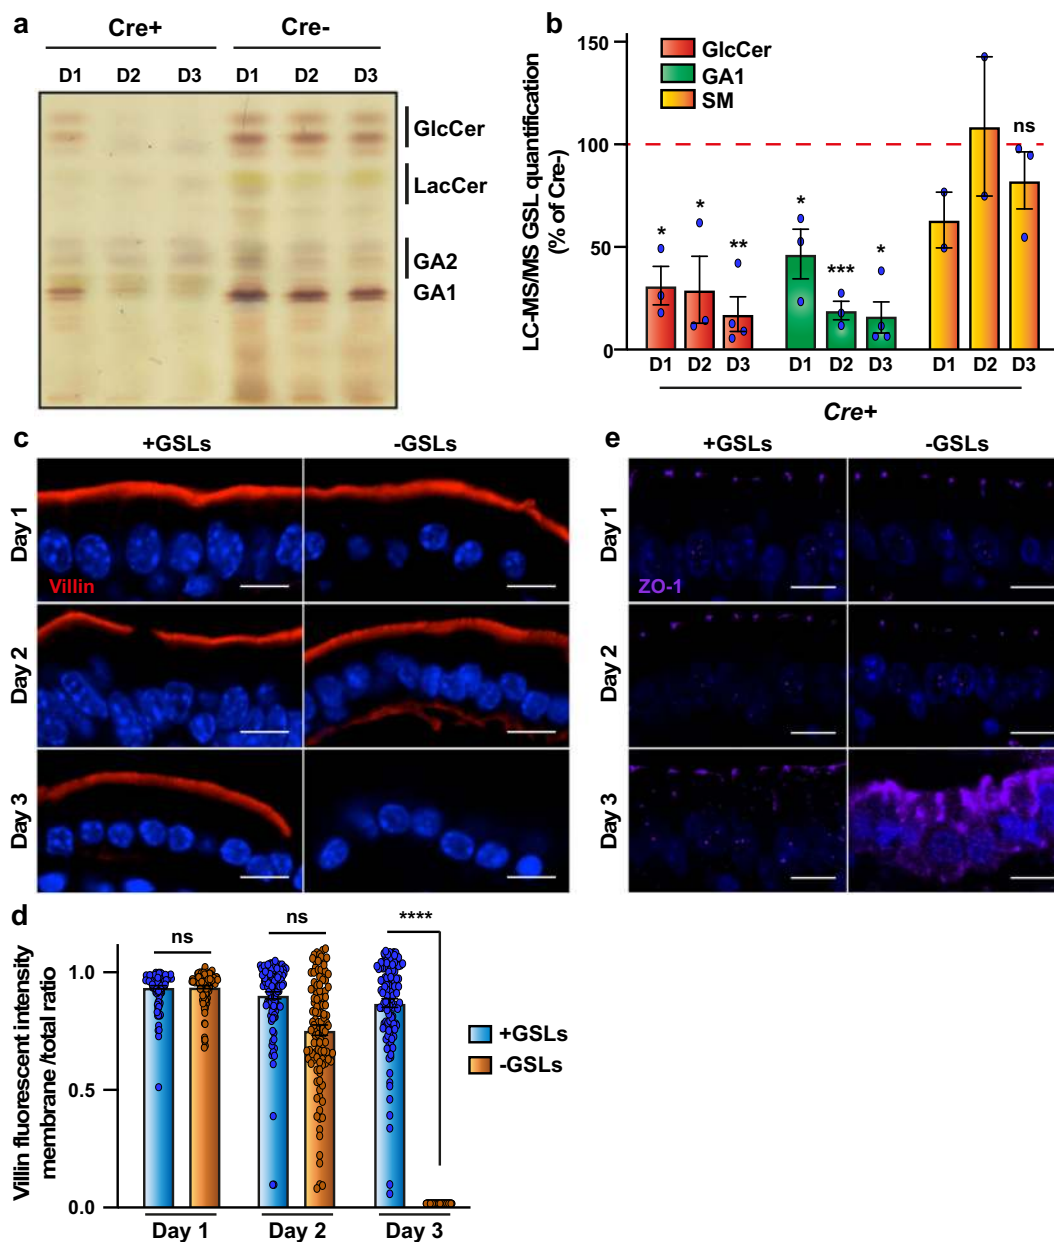 a
Cre+ Cre-
D1 D2 D3 D1 D2 D3
GlcCer
LacCer
GA2
GA1
b
LC-MS/MS GSL quantification
(% of Cre-)
150
100
50
0
GlcCer
GA1
SM
* * ** * *** * ns
D1 D2 D3 D1 D2 D3 D1 D2 D3
Cre+
c
+GSLs -GSLs
Day 1
Villin
Day 2
Day 3
e
+GSLs -GSLs
Day 1
ZO-1
Day 2
Day 3
d
Villin fluorescent intensity
membrane /total ratio
1.0
0.5
0.0
ns ns ****
+GSLs
-GSLs
Day 1 Day 2 Day 3